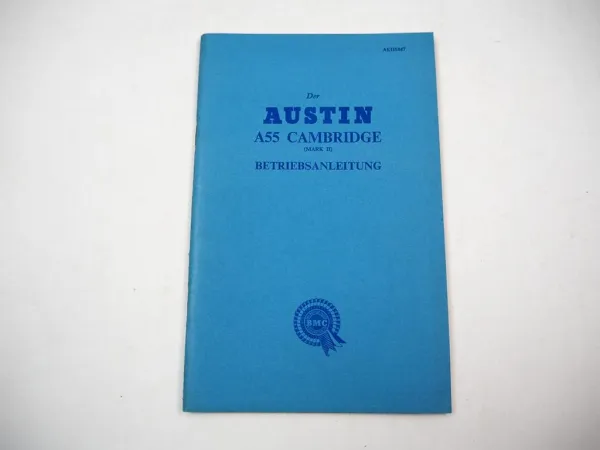 Der
AUSTIN
A55 CAMBRIDGE
(MARK II)
BETRIEBSANLEITUNG
BMC